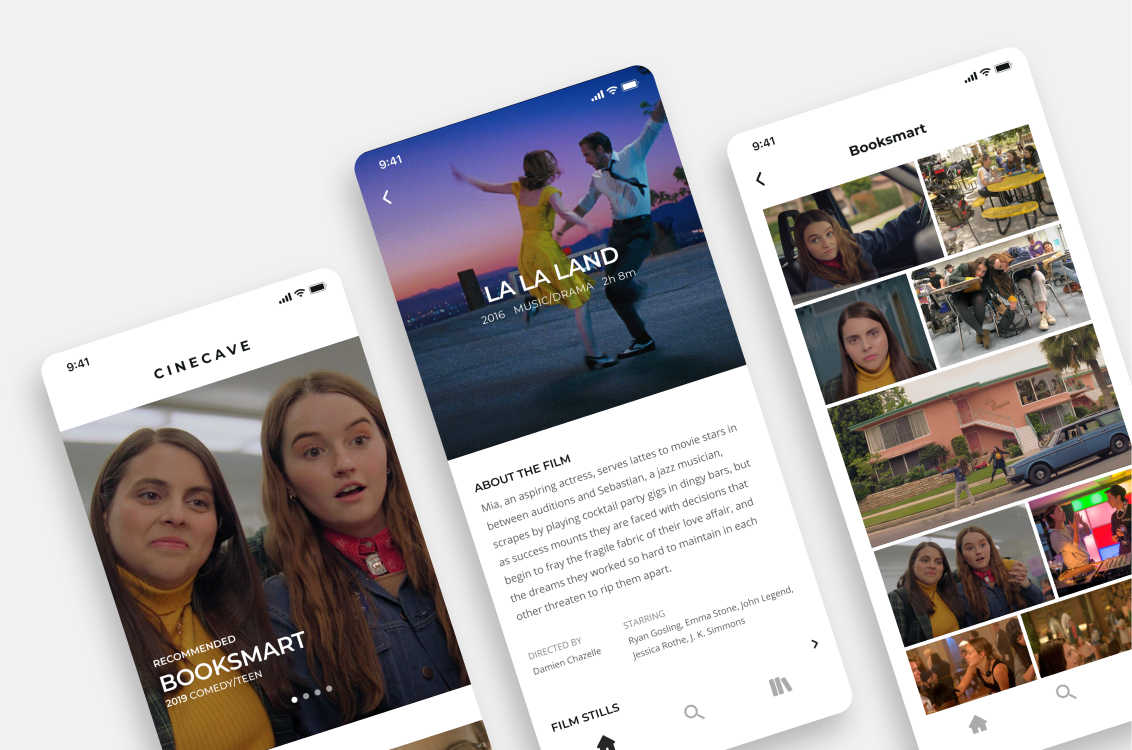 9:41
CINECAVE
RECOMMENDED
BOOKSMART
2019 COMEDY/TEEN
9:41
LA LA LAND
2016 MUSIC/DRAMA 2h 8m
ABOUT THE FILM
Mia, an aspiring actress, serves lattes to movie stars in
between auditions and Sebastian, a jazz musician,
scrapes by playing cocktail party gigs in dingy bars, but
as success mounts they are faced with decisions that
begin to fray the fragile fabric of their love affair, and
the dreams they worked so hard to maintain in each
other threaten to rip them apart.
DIRECTED BY
Damien Chazelle
STARRING
Ryan Gosling, Emma Stone, John Legend,
Jessica Rothe, J. K. Simmons
FILM STILLS
9:41
Booksmart